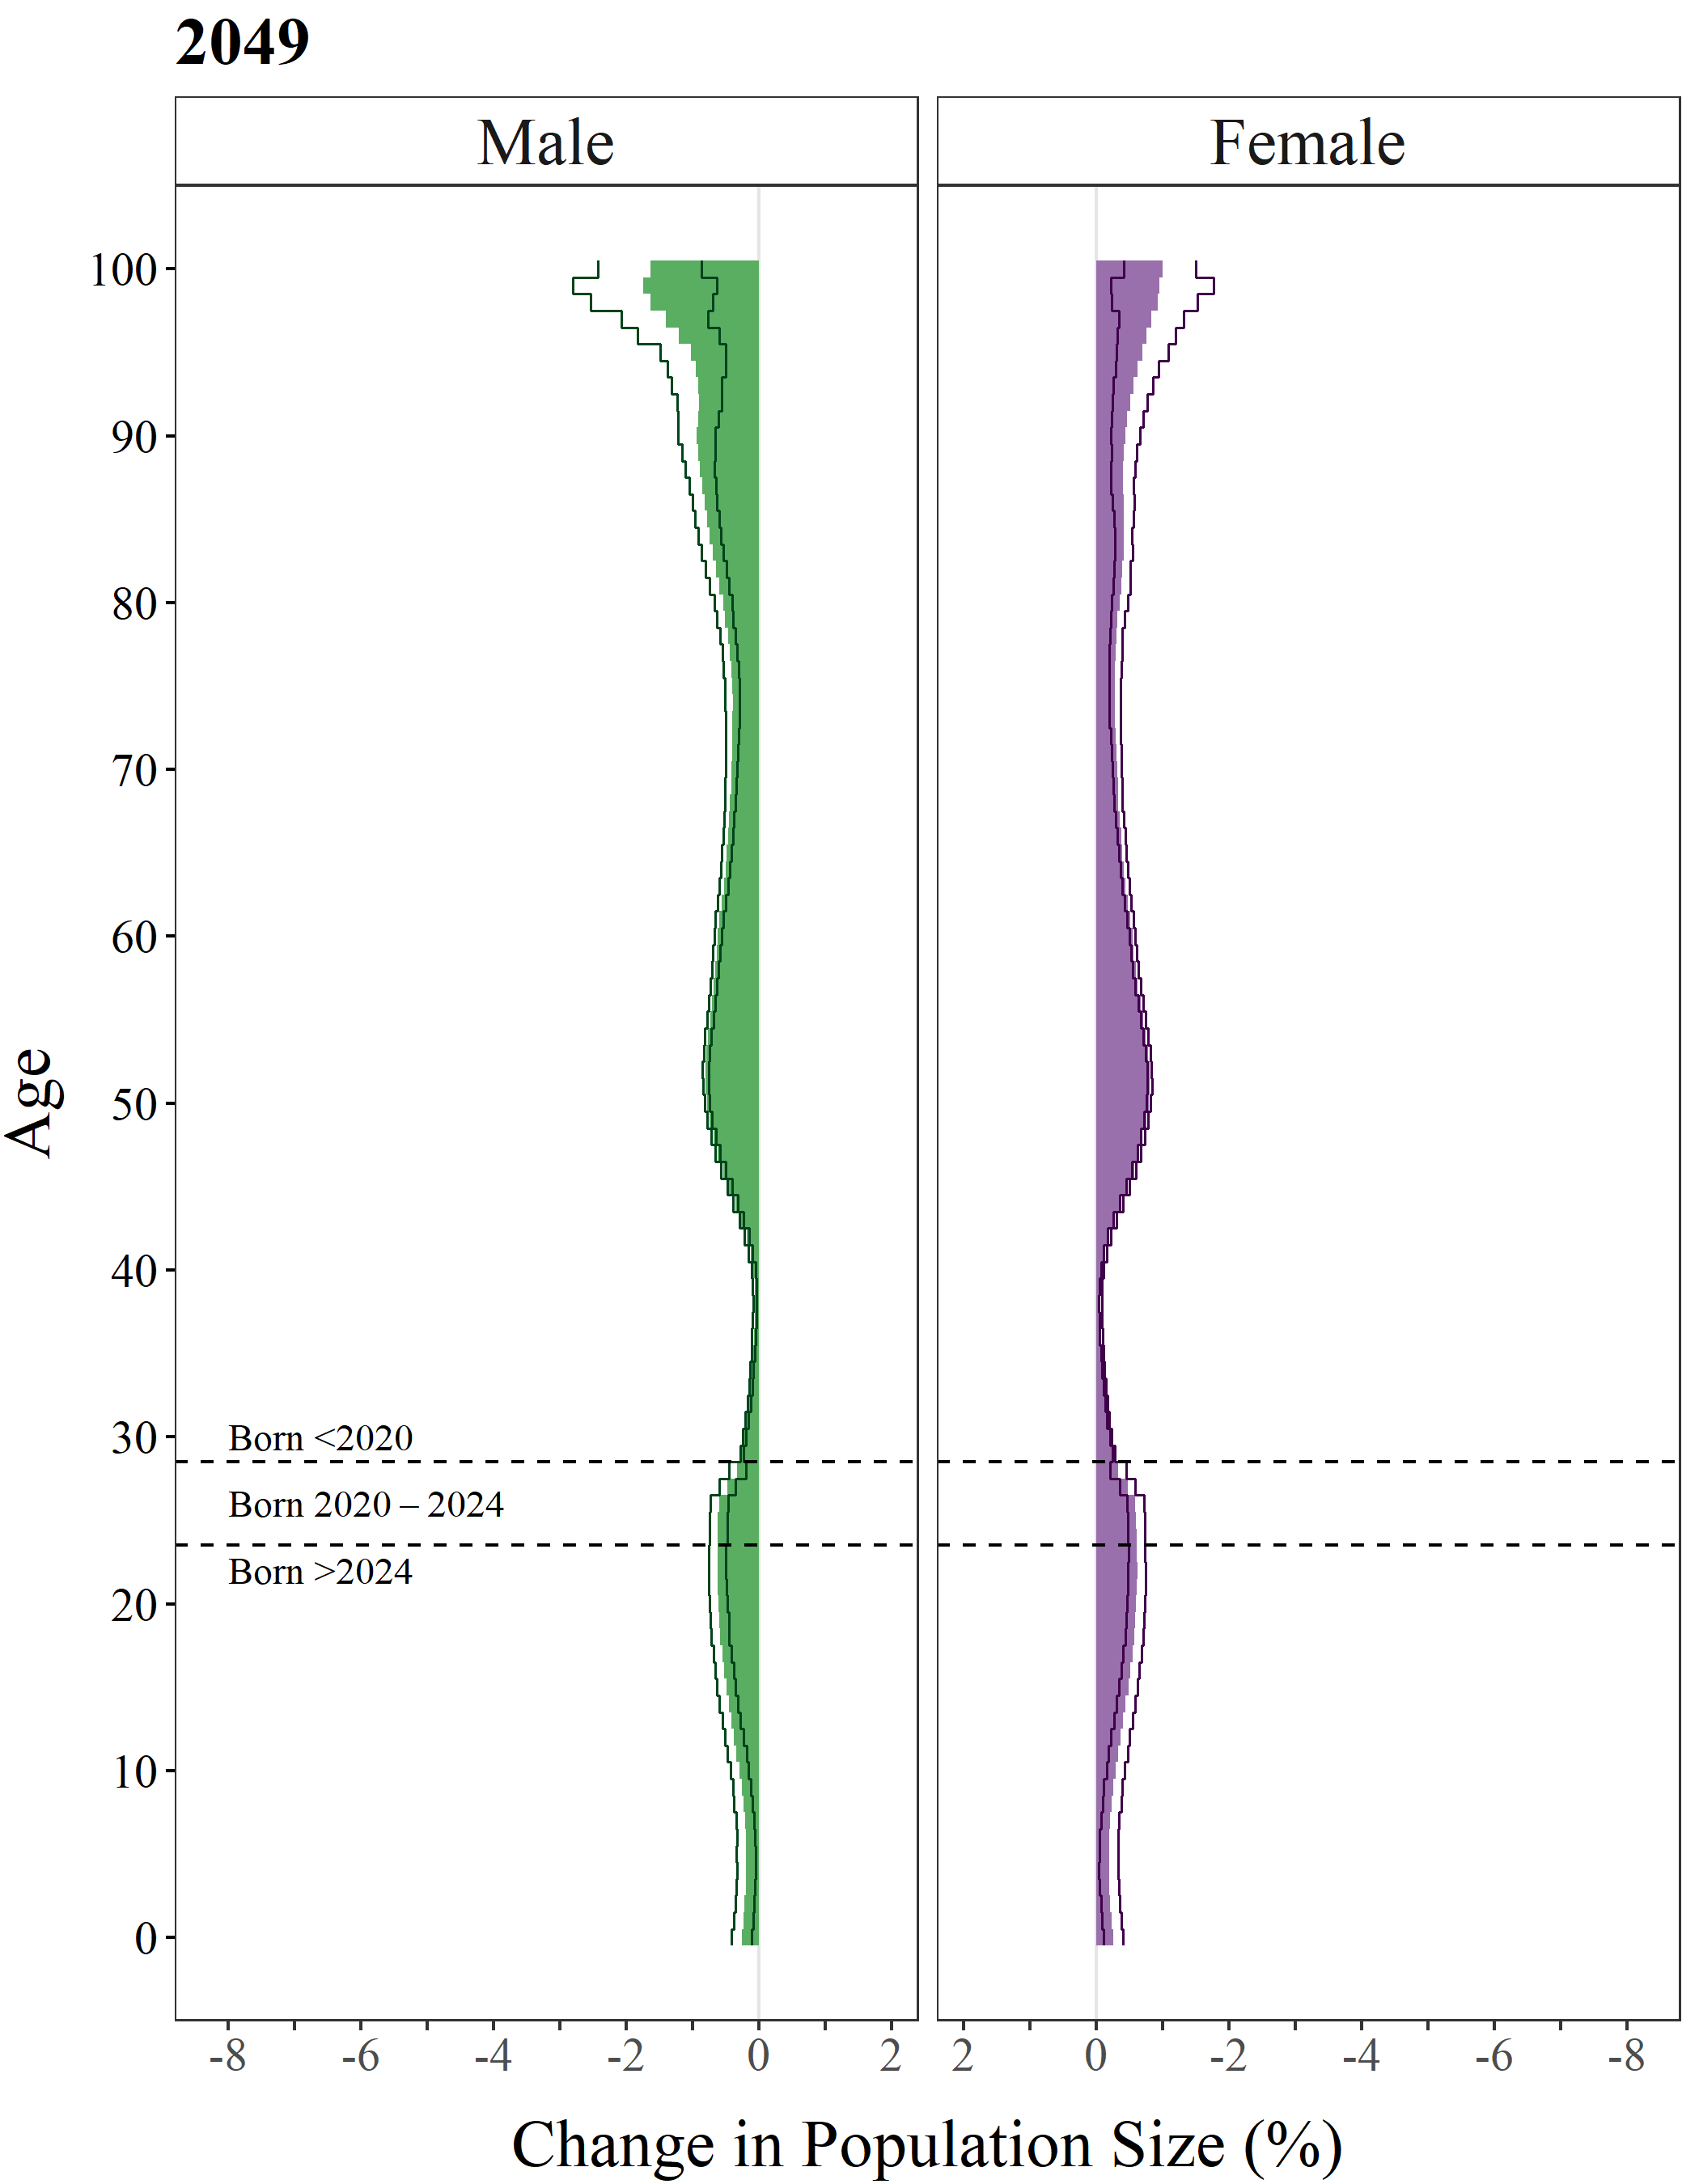 2049
Male
Female
Age
100
90
80
70
60
50
40
30
20
10
0
Born <2020
Born 2020 – 2024
Born >2024
-8 -6 -4 -2 0 2
2 0 -2 -4 -6 -8
Change in Population Size (%)